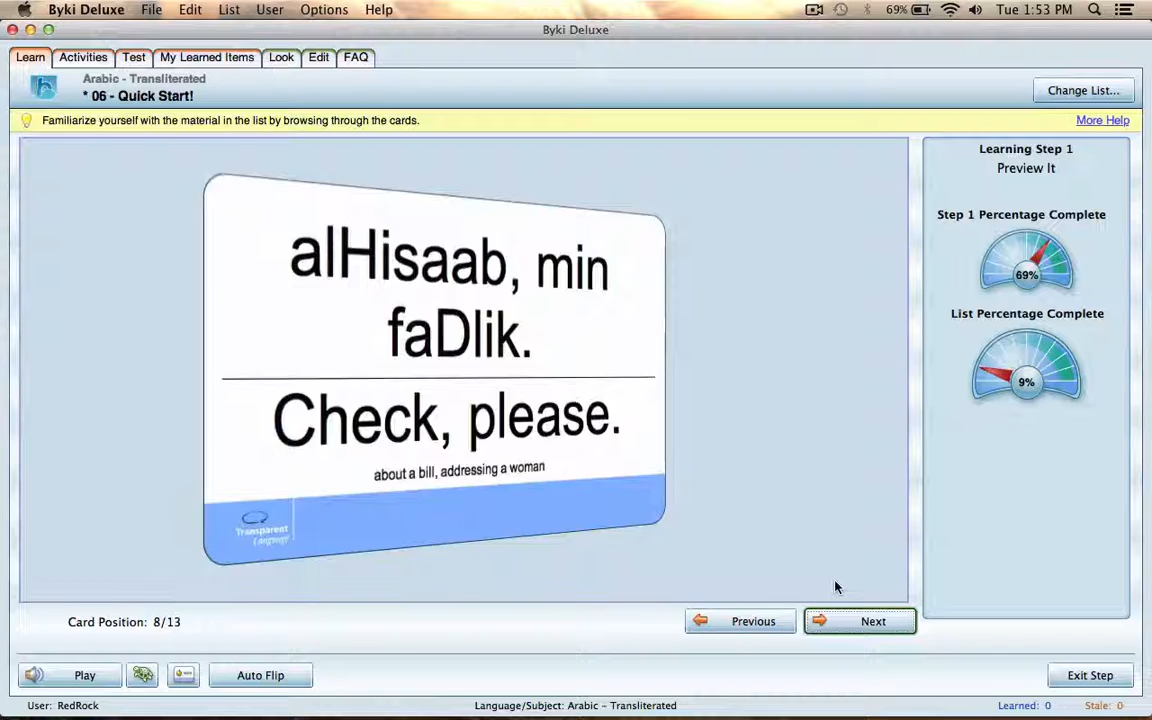 Byki Deluxe File Edit List User Options Help 69% Tue 1:53 PM
Byki Deluxe
Learn Activities Test My Learned Items Look Edit FAQ
Arabic - Transliterated
* 06 - Quick Start!
Change List...
Familiarize yourself with the material in the list by browsing through the cards.
More Help
alHisaab, min
faDlik.
Check, please.
about a bill, addressing a woman
Transparent
Language
Learning Step 1
Preview It
Step 1 Percentage Complete
69%
List Percentage Complete
9%
Card Position: 8/13
Previous
Next
Play
Auto Flip
Exit Step
User: RedRock
Language/Subject: Arabic - Transliterated
Learned: 0
Stale: 0